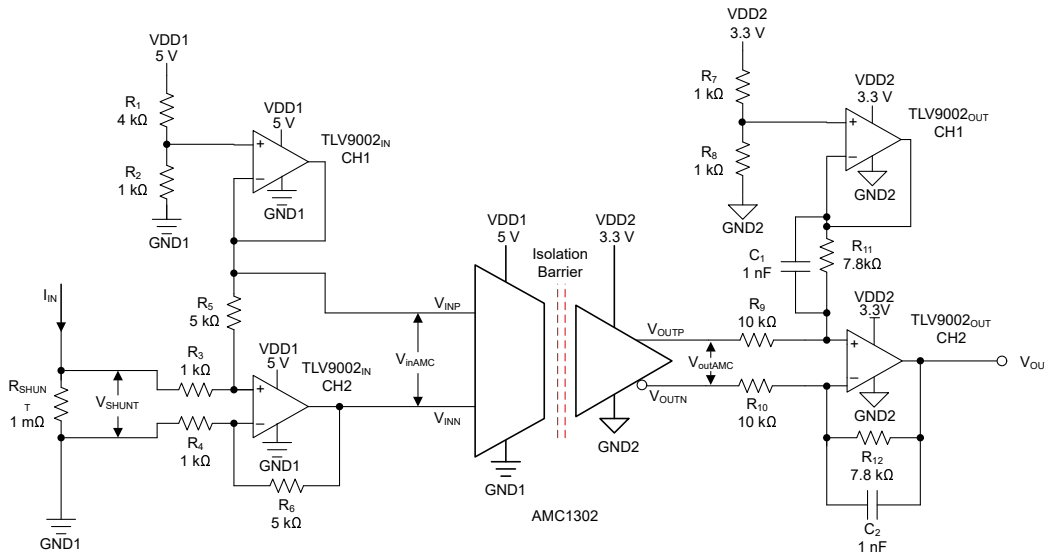 VDD1
5 V
R1
4 kΩ
R2
1 kΩ
GND1
VDD1
5 V
+
−
GND1
TLV9002IN
CH1
IIN
RSHUN
T
1 mΩ
VSHUNT
GND1
R3
1 kΩ
R4
1 kΩ
R5
5 kΩ
VDD1
5 V
+
−
GND1
TLV9002IN
CH2
R6
5 kΩ
VINP
VinAMC
VINN
VDD1
5 V
GND1
Isolation
Barrier
AMC1302
VDD2
3.3 V
GND2
VOUTP
VoutAMC
VOUTN
VDD2
3.3 V
R7
1 kΩ
R8
1 kΩ
GND2
VDD2
3.3 V
+
−
GND2
TLV9002OUT
CH1
C1
1 nF
R11
7.8kΩ
R9
10 kΩ
R10
10 kΩ
VDD2
3.3V
+
−
GND2
TLV9002OUT
CH2
VOU
R12
7.8 kΩ
C2
1 nF